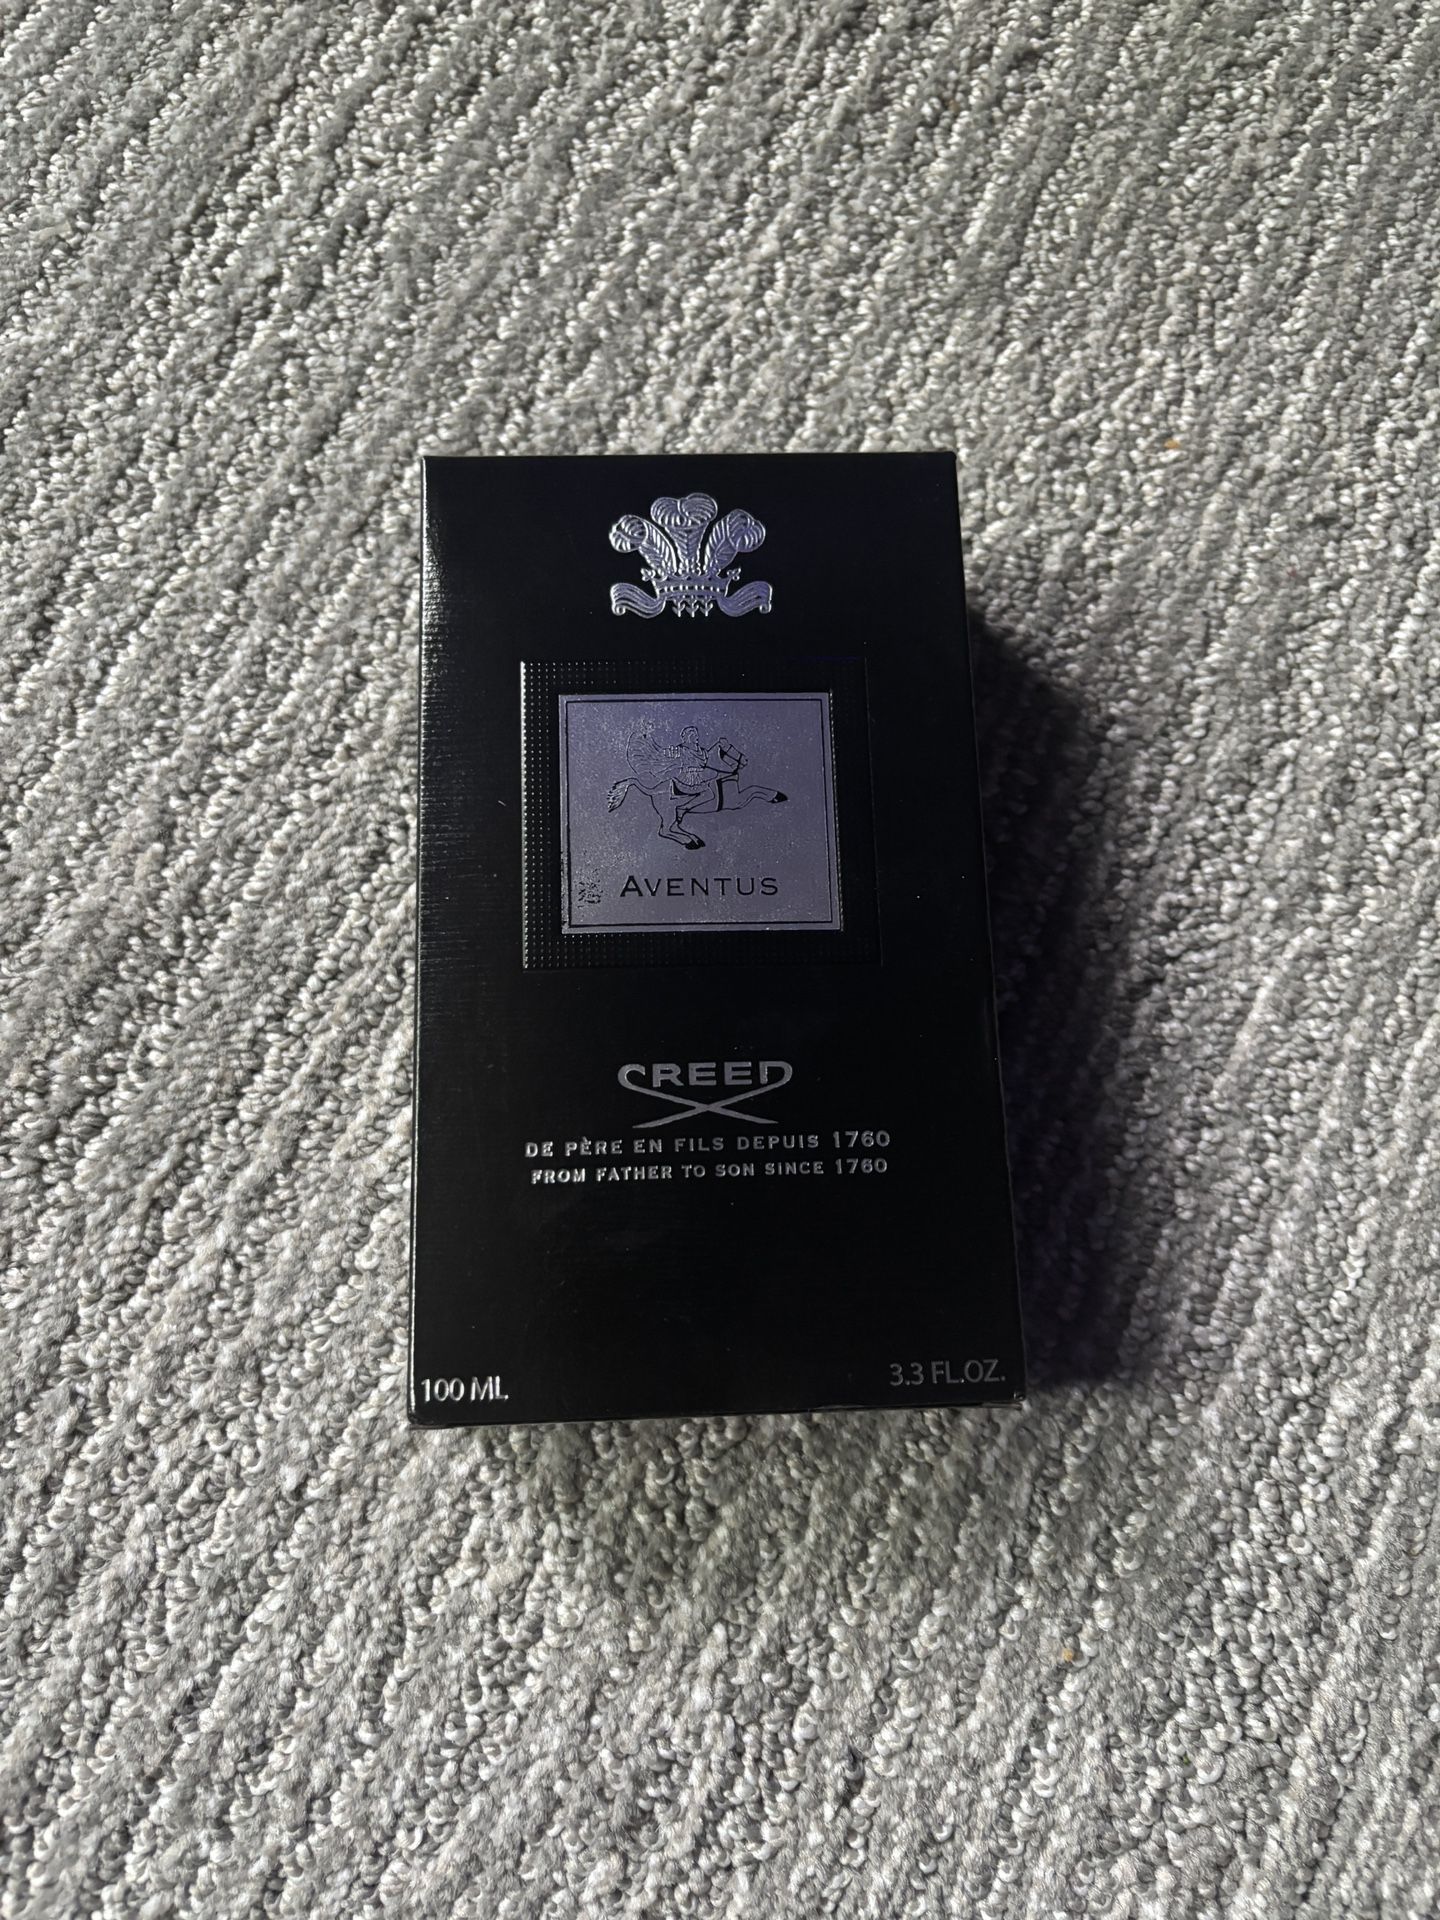 AVENTUS
CREED
DE PÈRE EN FILS DEPUIS 1760
FROM FATHER TO SON SINCE 1760
100 ML
3.3 FL.OZ.